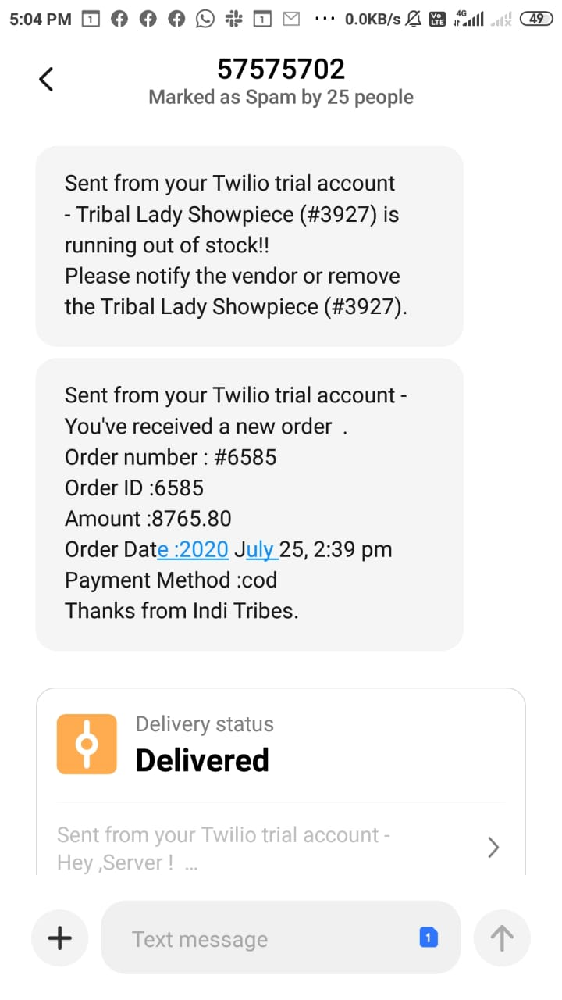 5:04 PM 1 1 ... 0.0KB/s Vo LTE 4G 49
57575702
Marked as Spam by 25 people
Sent from your Twilio trial account
- Tribal Lady Showpiece (#3927) is
running out of stock!!
Please notify the vendor or remove
the Tribal Lady Showpiece (#3927).
Sent from your Twilio trial account -
You've received a new order .
Order number : #6585
Order ID :6585
Amount :8765.80
Order Date :2020 July 25, 2:39 pm
Payment Method :cod
Thanks from Indi Tribes.
Delivery status
Delivered
Sent from your Twilio trial account -
Hey ,Server ! ...
Text message 1